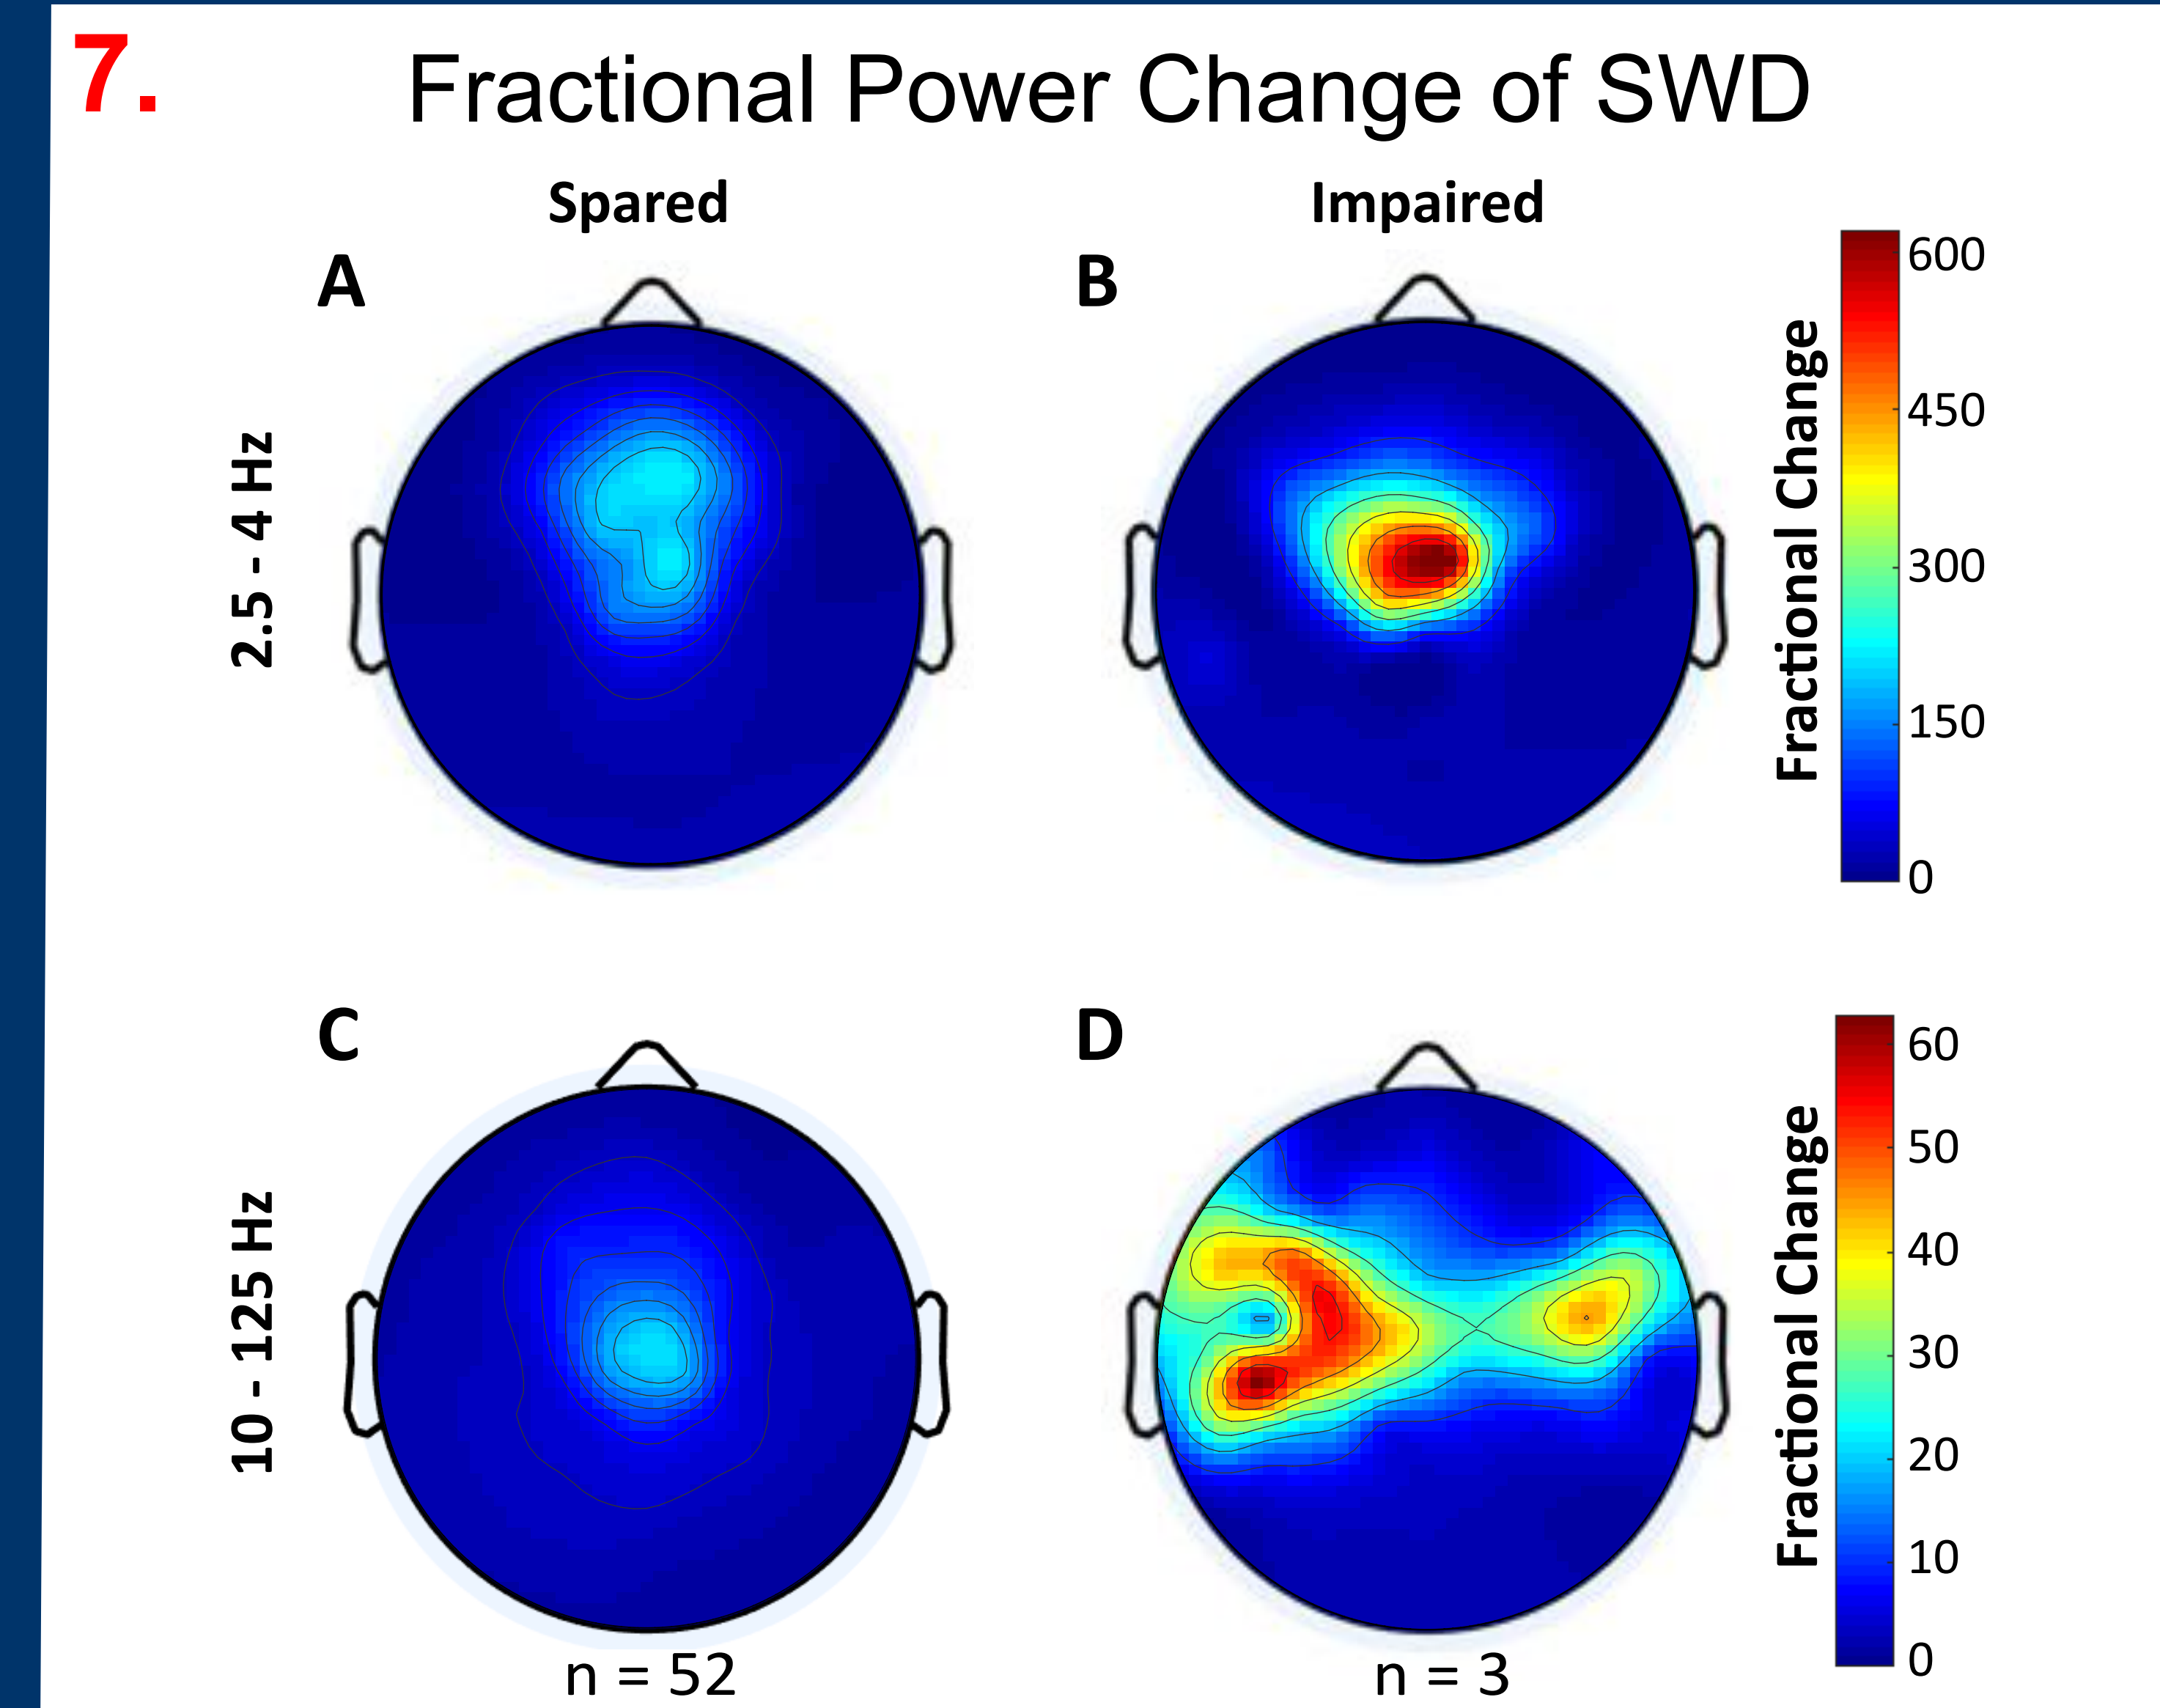 7.
Fractional Power Change of SWD
Spared
Impaired
A
B
2.5 - 4 Hz
Fractional Change
600
450
300
150
0
C
D
10 - 125 Hz
Fractional Change
60
50
40
30
20
10
0
n = 52
n = 3